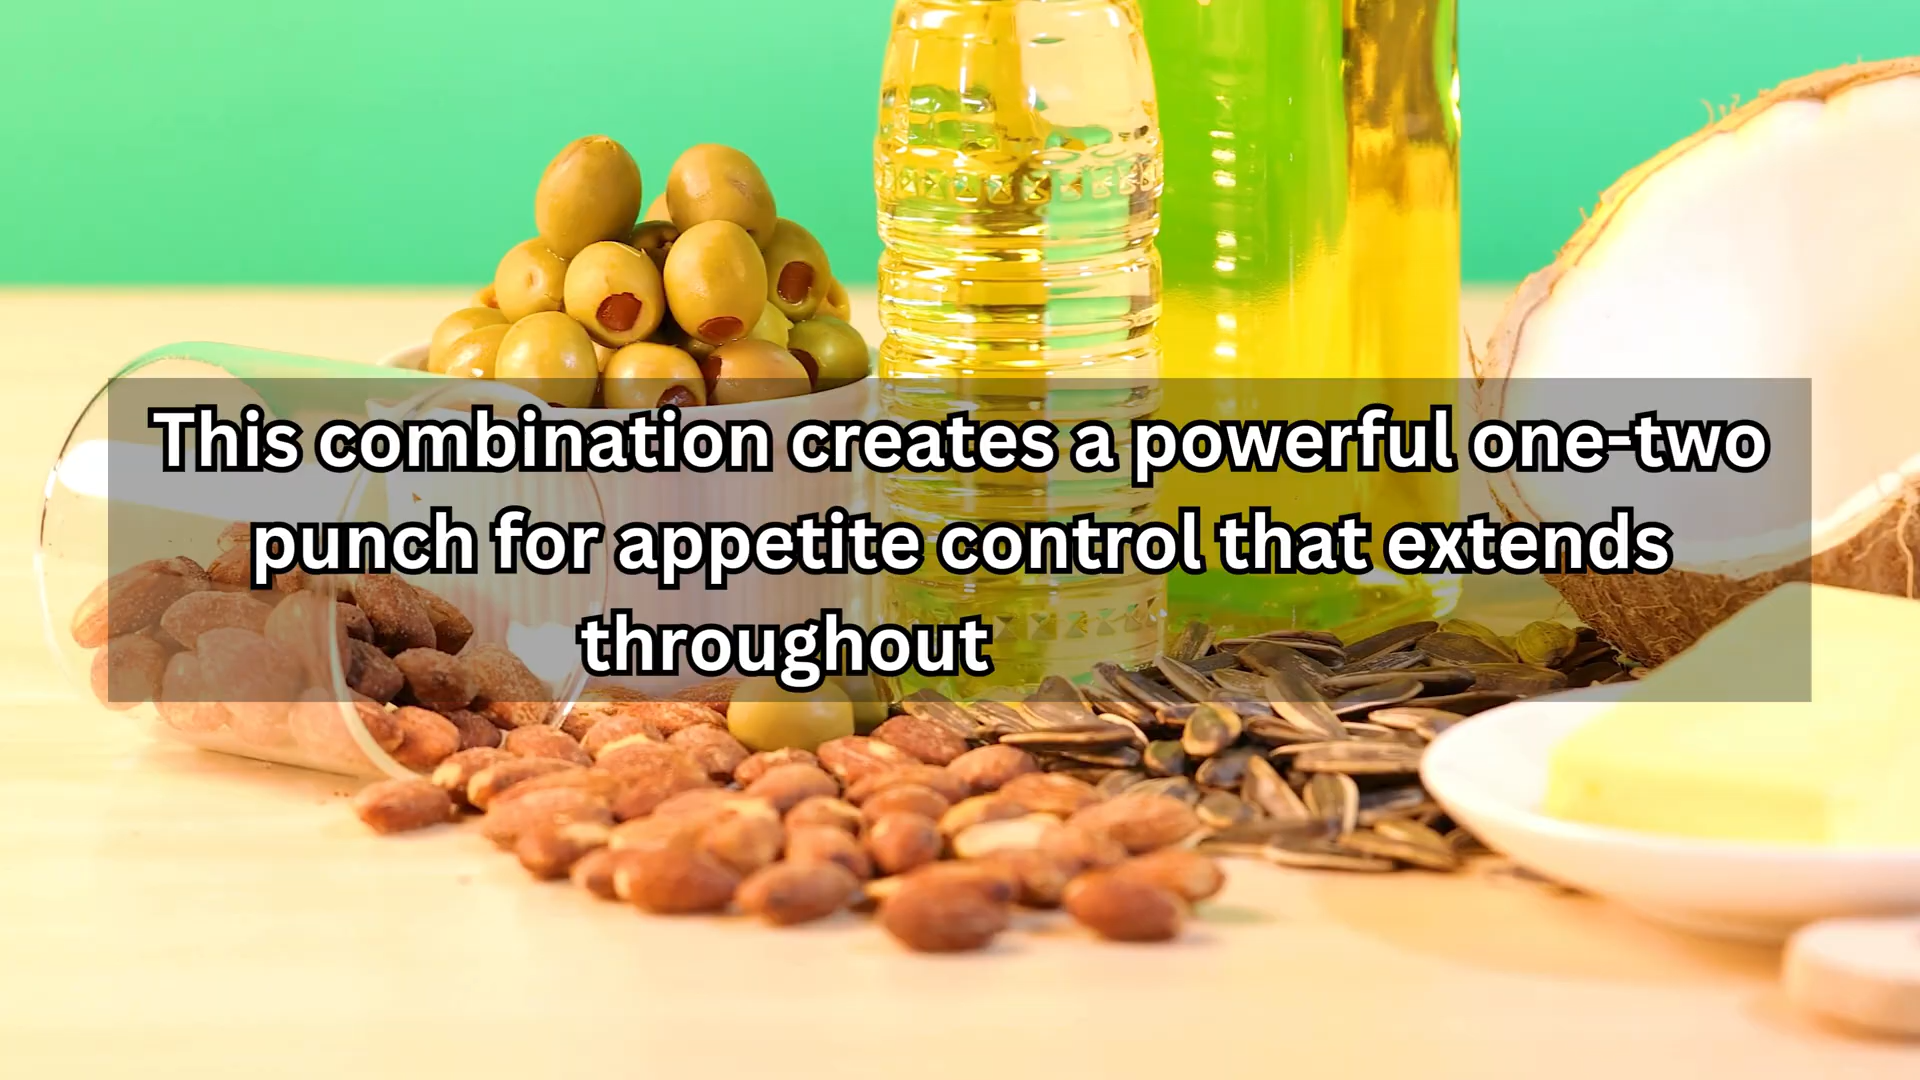 This combination creates a powerful one-two
punch for appetite control that extends
throughout